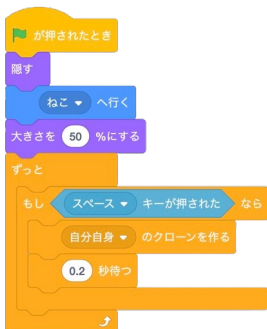 が押されたとき
隠す
ねこ へ行く
大きさを 50 %にする
ずっと
もし スペース キーが押された なら
自分自身 のクローンを作る
0.2 秒待つ